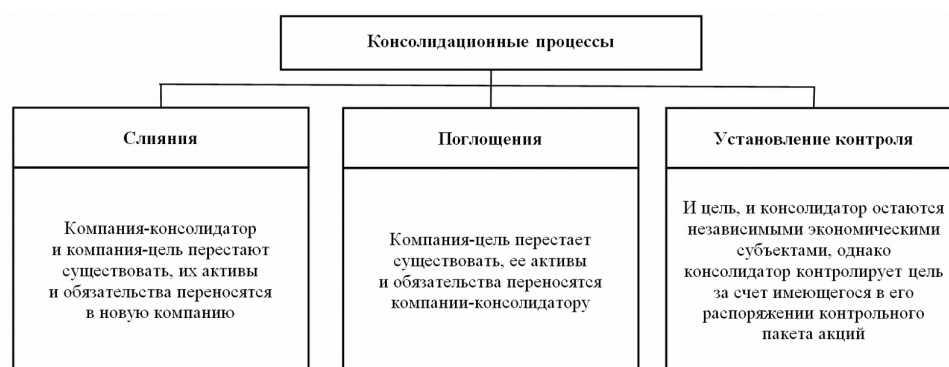 Консолидационные процессы
Слияния
Компания-консолидатор
и компания-цель перестают
существовать, их активы
и обязательства переносятся
в новую компанию
Поглощения
Компания-цель перестает
существовать, ее активы
и обязательства переносятся
компании-консолидатору
Установление контроля
И цель, и консолидатор остаются
независимыми экономическими
субъектами, однако
консолидатор контролирует цель
за счет имеющегося в его
распоряжении контрольного
пакета акций